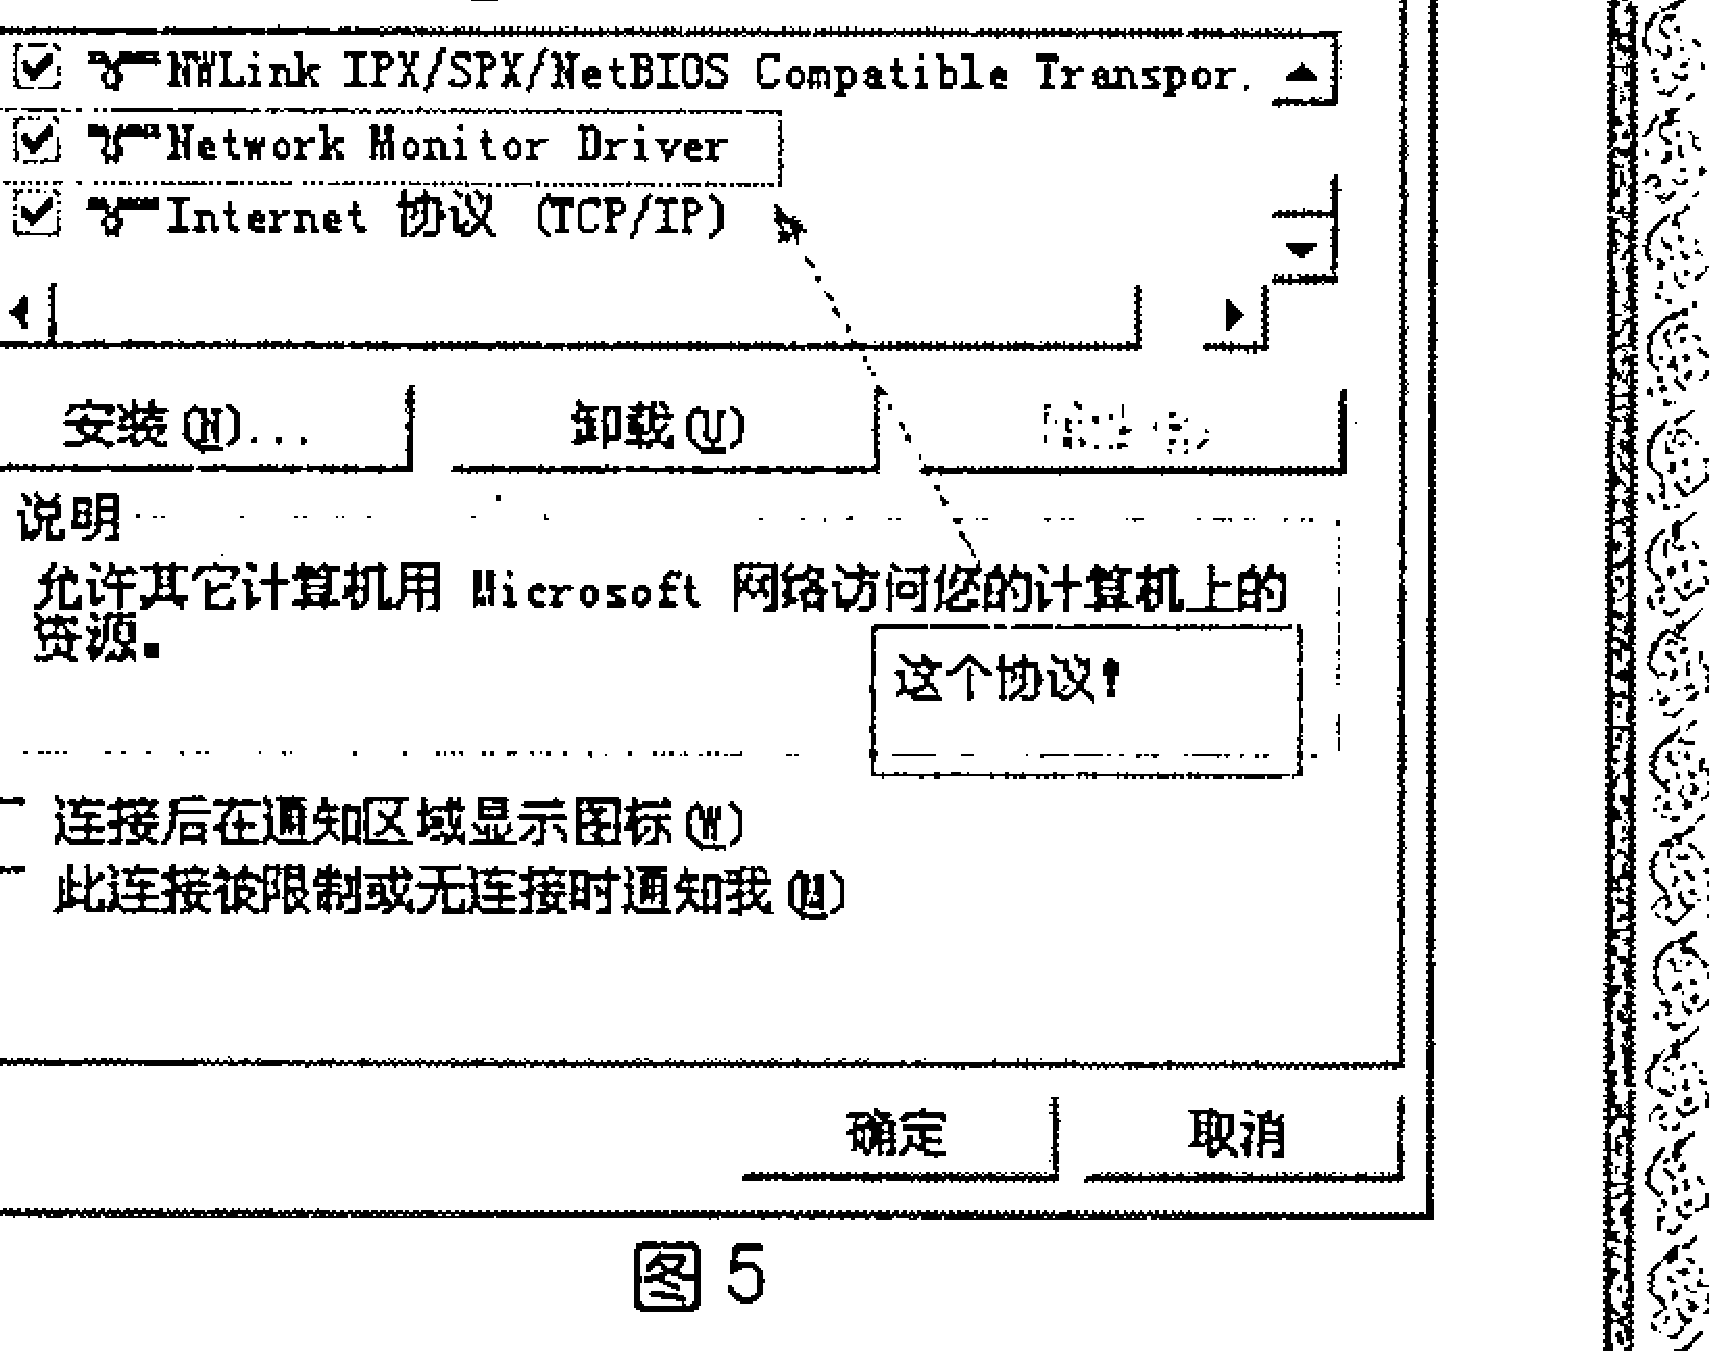 NWLink IPX/SPX/NetBIOS Compatible Transpor.
Network Monitor Driver
Internet 协议 (TCP/IP)
安装(N)...
卸载(U)
说明
允许其它计算机用 Microsoft 网络访问您的计算机上的
资源。
这个协议!
连接后在通知区域显示图标(W)
此连接被限制或无连接时通知我(M)
确定
取消
图5